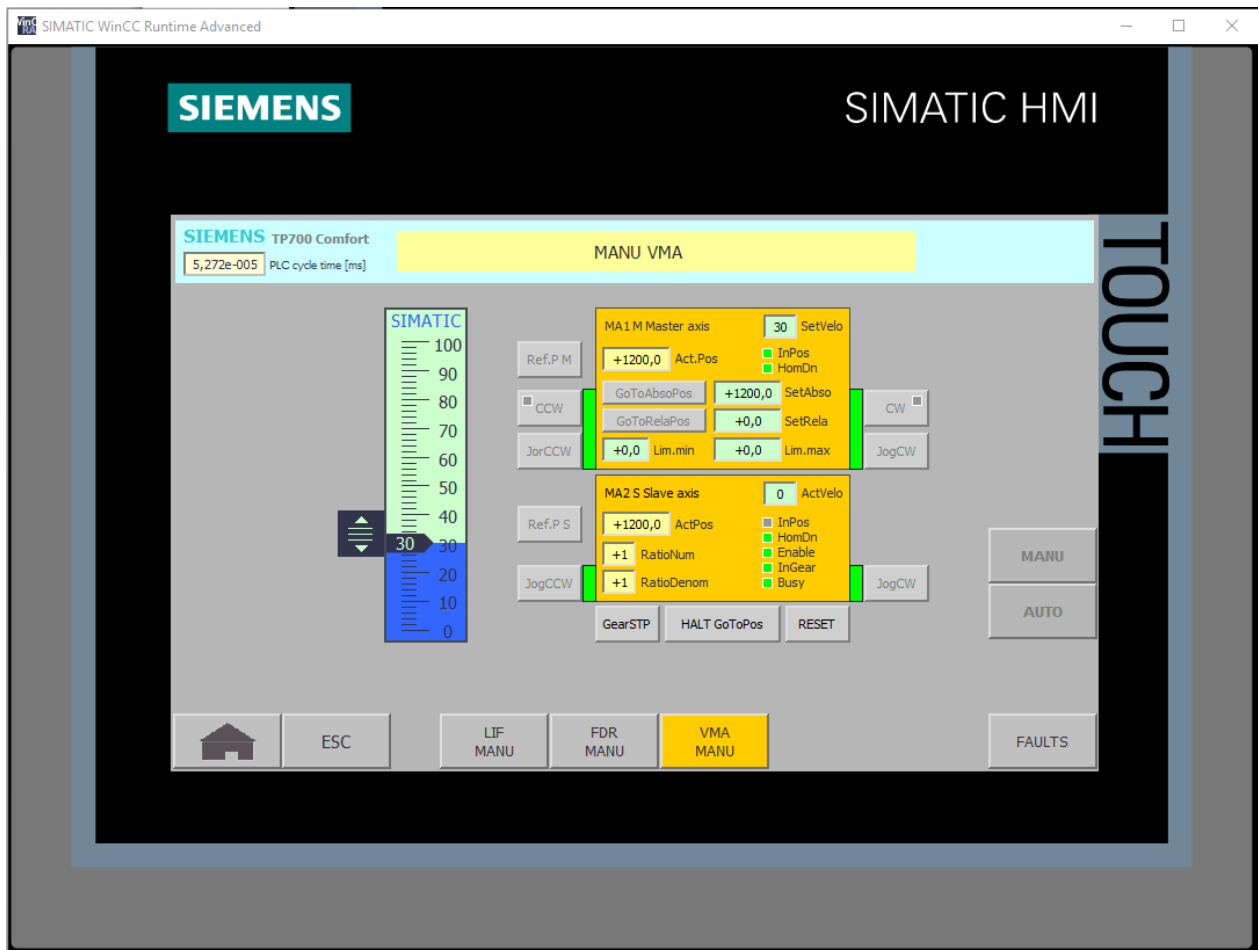 SIMATIC WinCC Runtime Advanced
SIEMENS
SIMATIC HMI
TOUCH
SIEMENS TP700 Comfort
5,272e-005 PLC cycle time [ms]
MANU VMA
SIMATIC
100
90
80
70
60
50
40
30
30
20
10
0
Ref.P M
CCW
JorCCW
MA1 M Master axis
30 SetVelo
+1200,0 Act.Pos
InPos
HomDn
GoToAbsoPos
+1200,0 SetAbso
GoToRelaPos
+0,0 SetRela
+0,0 Lim.min
+0,0 Lim.max
CW
JogCW
Ref.P S
JogCCW
MA2 S Slave axis
0 ActVelo
+1200,0 ActPos
InPos
HomDn
+1 RatioNum
Enable
InGear
+1 RatioDenom
Busy
JogCW
GearSTP
HALT GoToPos
RESET
MANU
AUTO
ESC
LIF
MANU
FDR
MANU
VMA
MANU
FAULTS